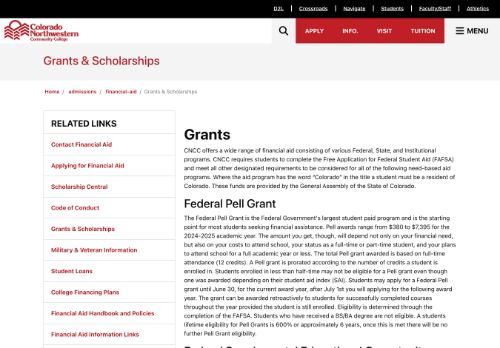 D2L | Crossroads | Navigate | Students | Faculty/Staff | Athletics
Colorado
Northwestern
Community College
APPLY INFO. VISIT TUITION MENU
Grants & Scholarships
Home / admissions / financial-aid / Grants & Scholarships
RELATED LINKS
Contact Financial Aid
Applying for Financial Aid
Scholarship Central
Code of Conduct
Grants & Scholarships
Military & Veteran Information
Student Loans
College Financing Plans
Financial Aid Handbook and Policies
Financial Aid Information Links
Grants
CNCC offers a wide range of financial aid consisting of various Federal, State, and Institutional
programs. CNCC requires students to complete the Free Application for Federal Student Aid (FAFSA)
and meet all other designated requirements to be considered for all of the following need-based aid
programs. Where the aid program has the word "Colorado" in the title a student must be a resident of
Colorado. These funds are provided by the General Assembly of the State of Colorado.
Federal Pell Grant
The Federal Pell Grant is the Federal Government's largest student paid program and is the starting
point for most students seeking financial assistance. Pell awards range from $380 to $7,395 for the
2024-2025 academic year. The amount you get, though, will depend not only on your financial need,
but also on your costs to attend school, your status as a full-time or part-time student, and your plans
to attend school for a full academic year or less. The total Pell grant awarded is based on full-time
attendance (12 credits). A Pell grant is prorated according to the number of credits a student is
enrolled in. Students enrolled in less than half-time may not be eligible for a Pell grant even though
one was awarded depending on their student aid index (SAI). Students may apply for a Federal Pell
grant until June 30, for the current award year, after July 1st you will applying for the following award
year. The grant can be awarded retroactively to students for successfully completed courses
throughout the year provided the student is still enrolled. Eligibility is determined through the
completion of the FAFSA. Students who have received a BS/BA degree are not eligible. A students
lifetime eligibility for Pell Grants is 600% or approximately 6 years, once this is met there will be no
further Pell Grant eligibility.